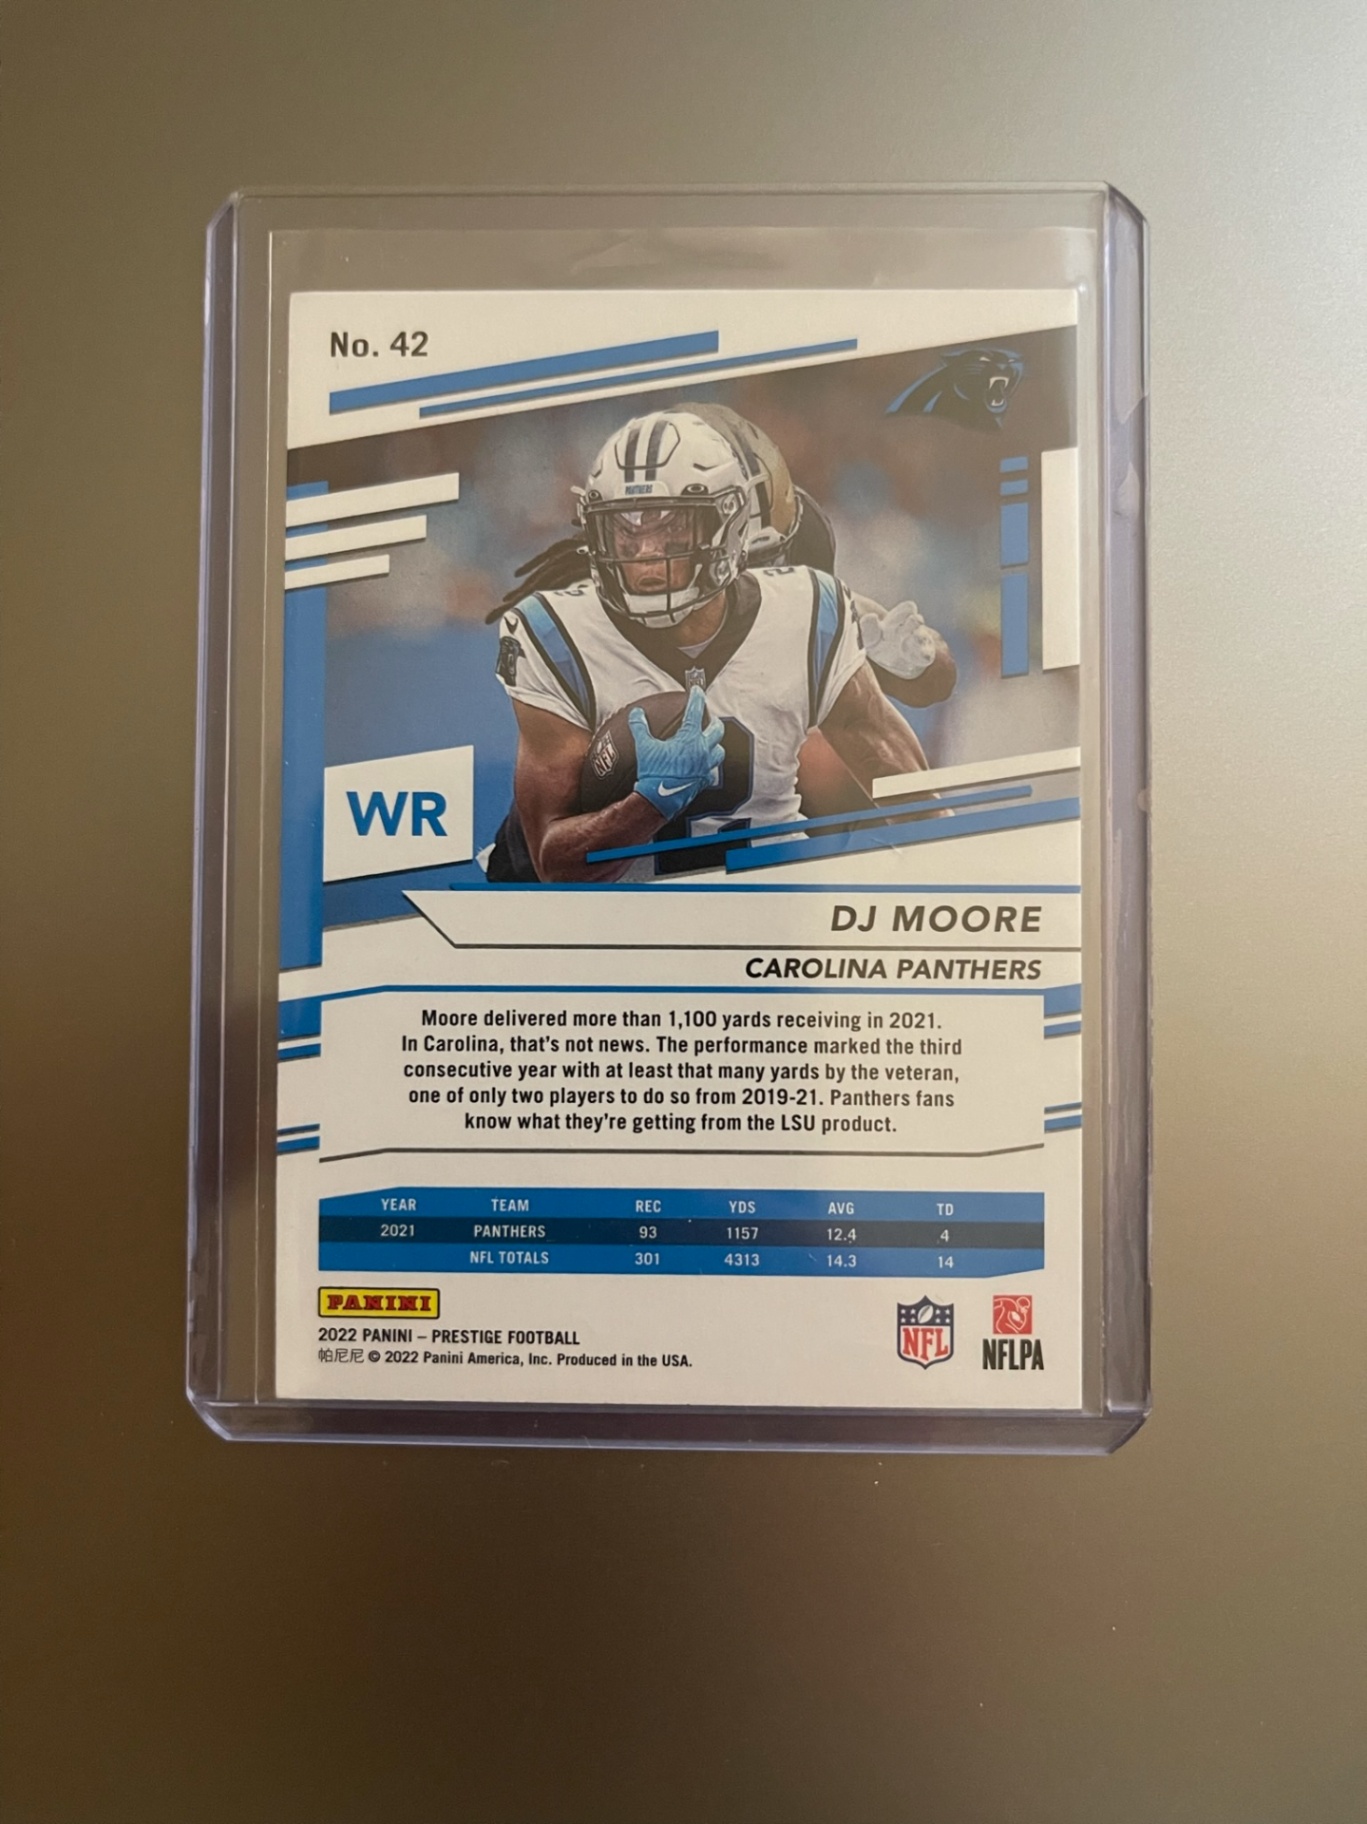 No. 42
PANTHERS
2
2
NFL
2
WR
DJ MOORE
CAROLINA PANTHERS
Moore delivered more than 1,100 yards receiving in 2021.
In Carolina, that's not news. The performance marked the third
consecutive year with at least that many yards by the veteran,
one of only two players to do so from 2019-21. Panthers fans
know what they're getting from the LSU product.
YEAR TEAM REC YDS AVG TD
2021 PANTHERS 93 1157 12.4 4
NFL TOTALS 301 4313 14.3 14
PANINI
2022 PANINI – PRESTIGE FOOTBALL
帕尼尼 © 2022 Panini America, Inc. Produced in the USA.
NFL
NFLPA